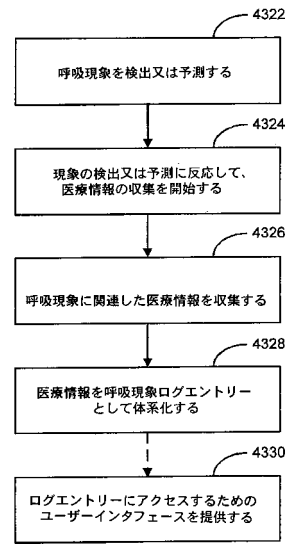 4322
呼吸現象を検出又は予測する
4324
現象の検出又は予測に反応して、
医療情報の収集を開始する
4326
呼吸現象に関連した医療情報を収集する
4328
医療情報を呼吸現象ログエントリー
として体系化する
4330
ログエントリーにアクセスするための
ユーザーインタフェースを提供する